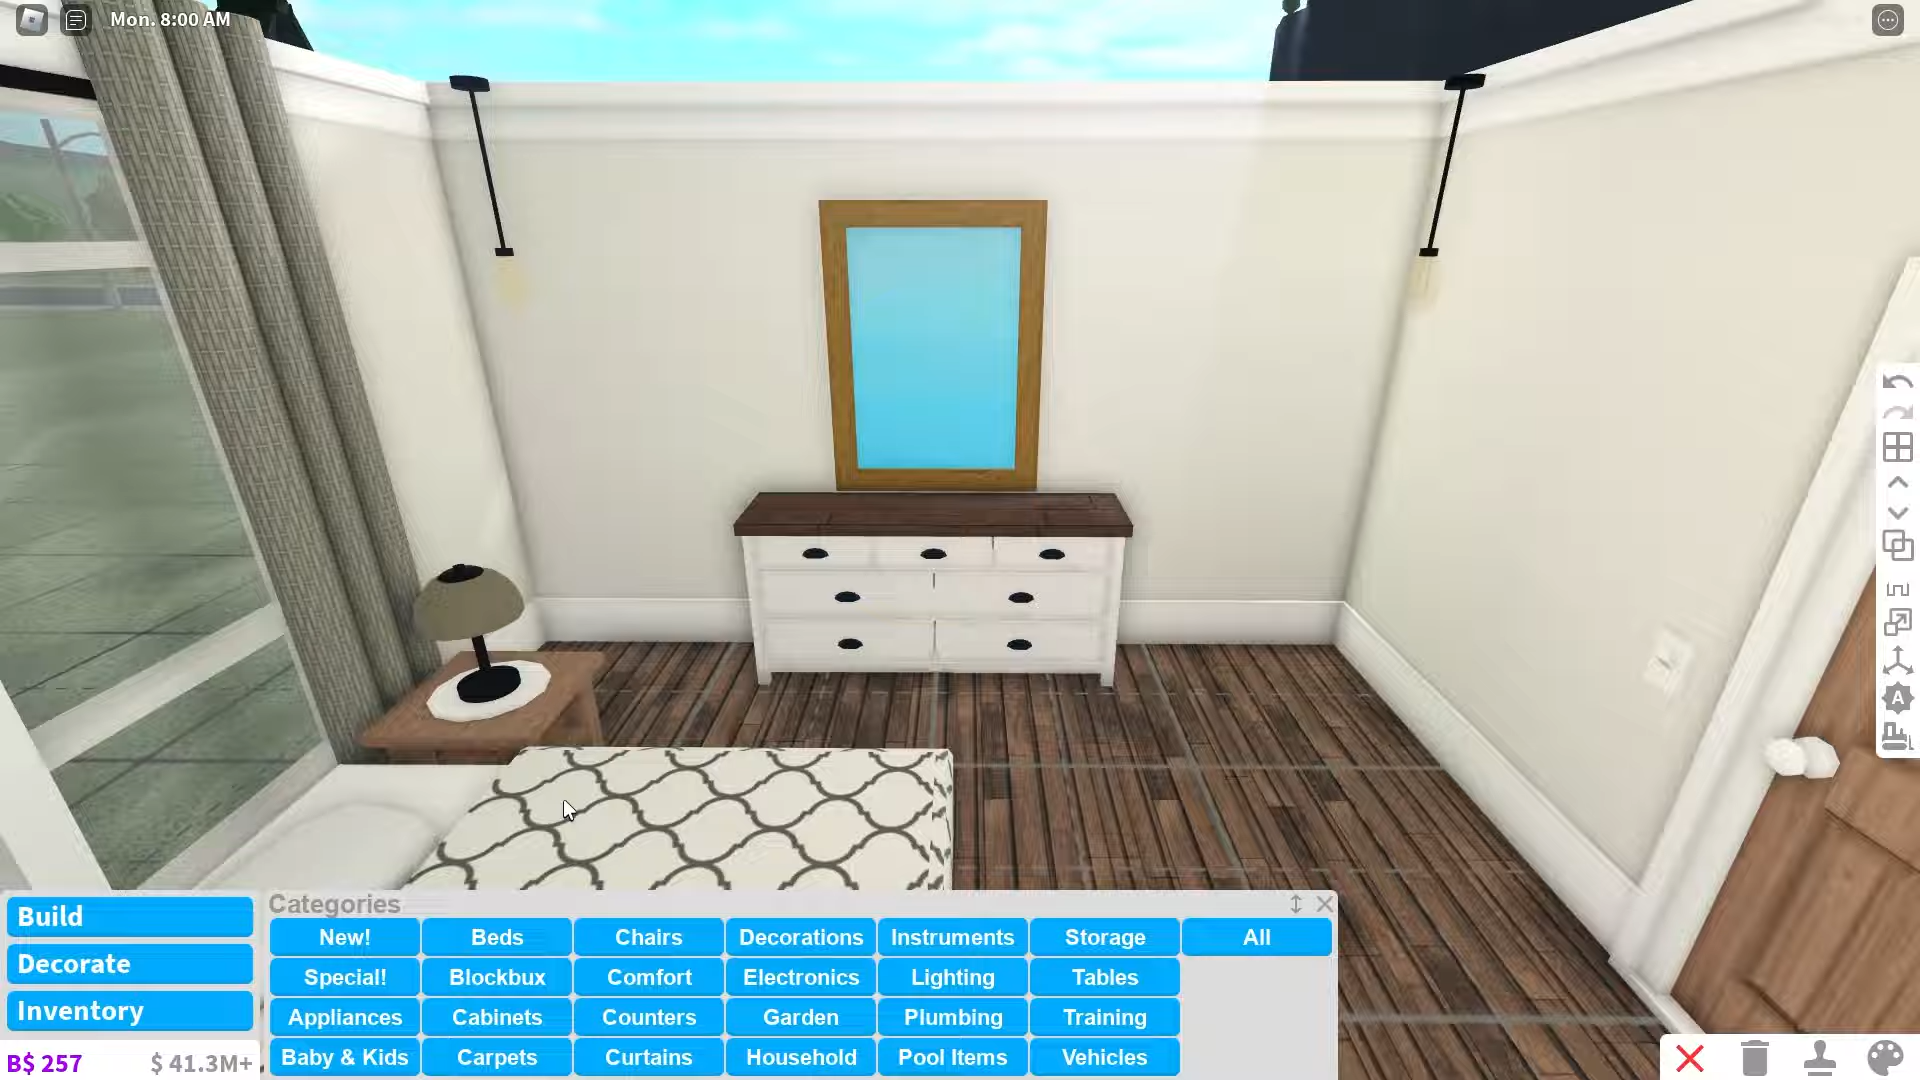 Mon. 8:00 AM
A
Build
Decorate
Inventory
B$ 257
$ 41.3M+
Categories
New! Beds Chairs Decorations Instruments Storage All
Special! Blockbux Comfort Electronics Lighting Tables
Appliances Cabinets Counters Garden Plumbing Training
Baby & Kids Carpets Curtains Household Pool Items Vehicles